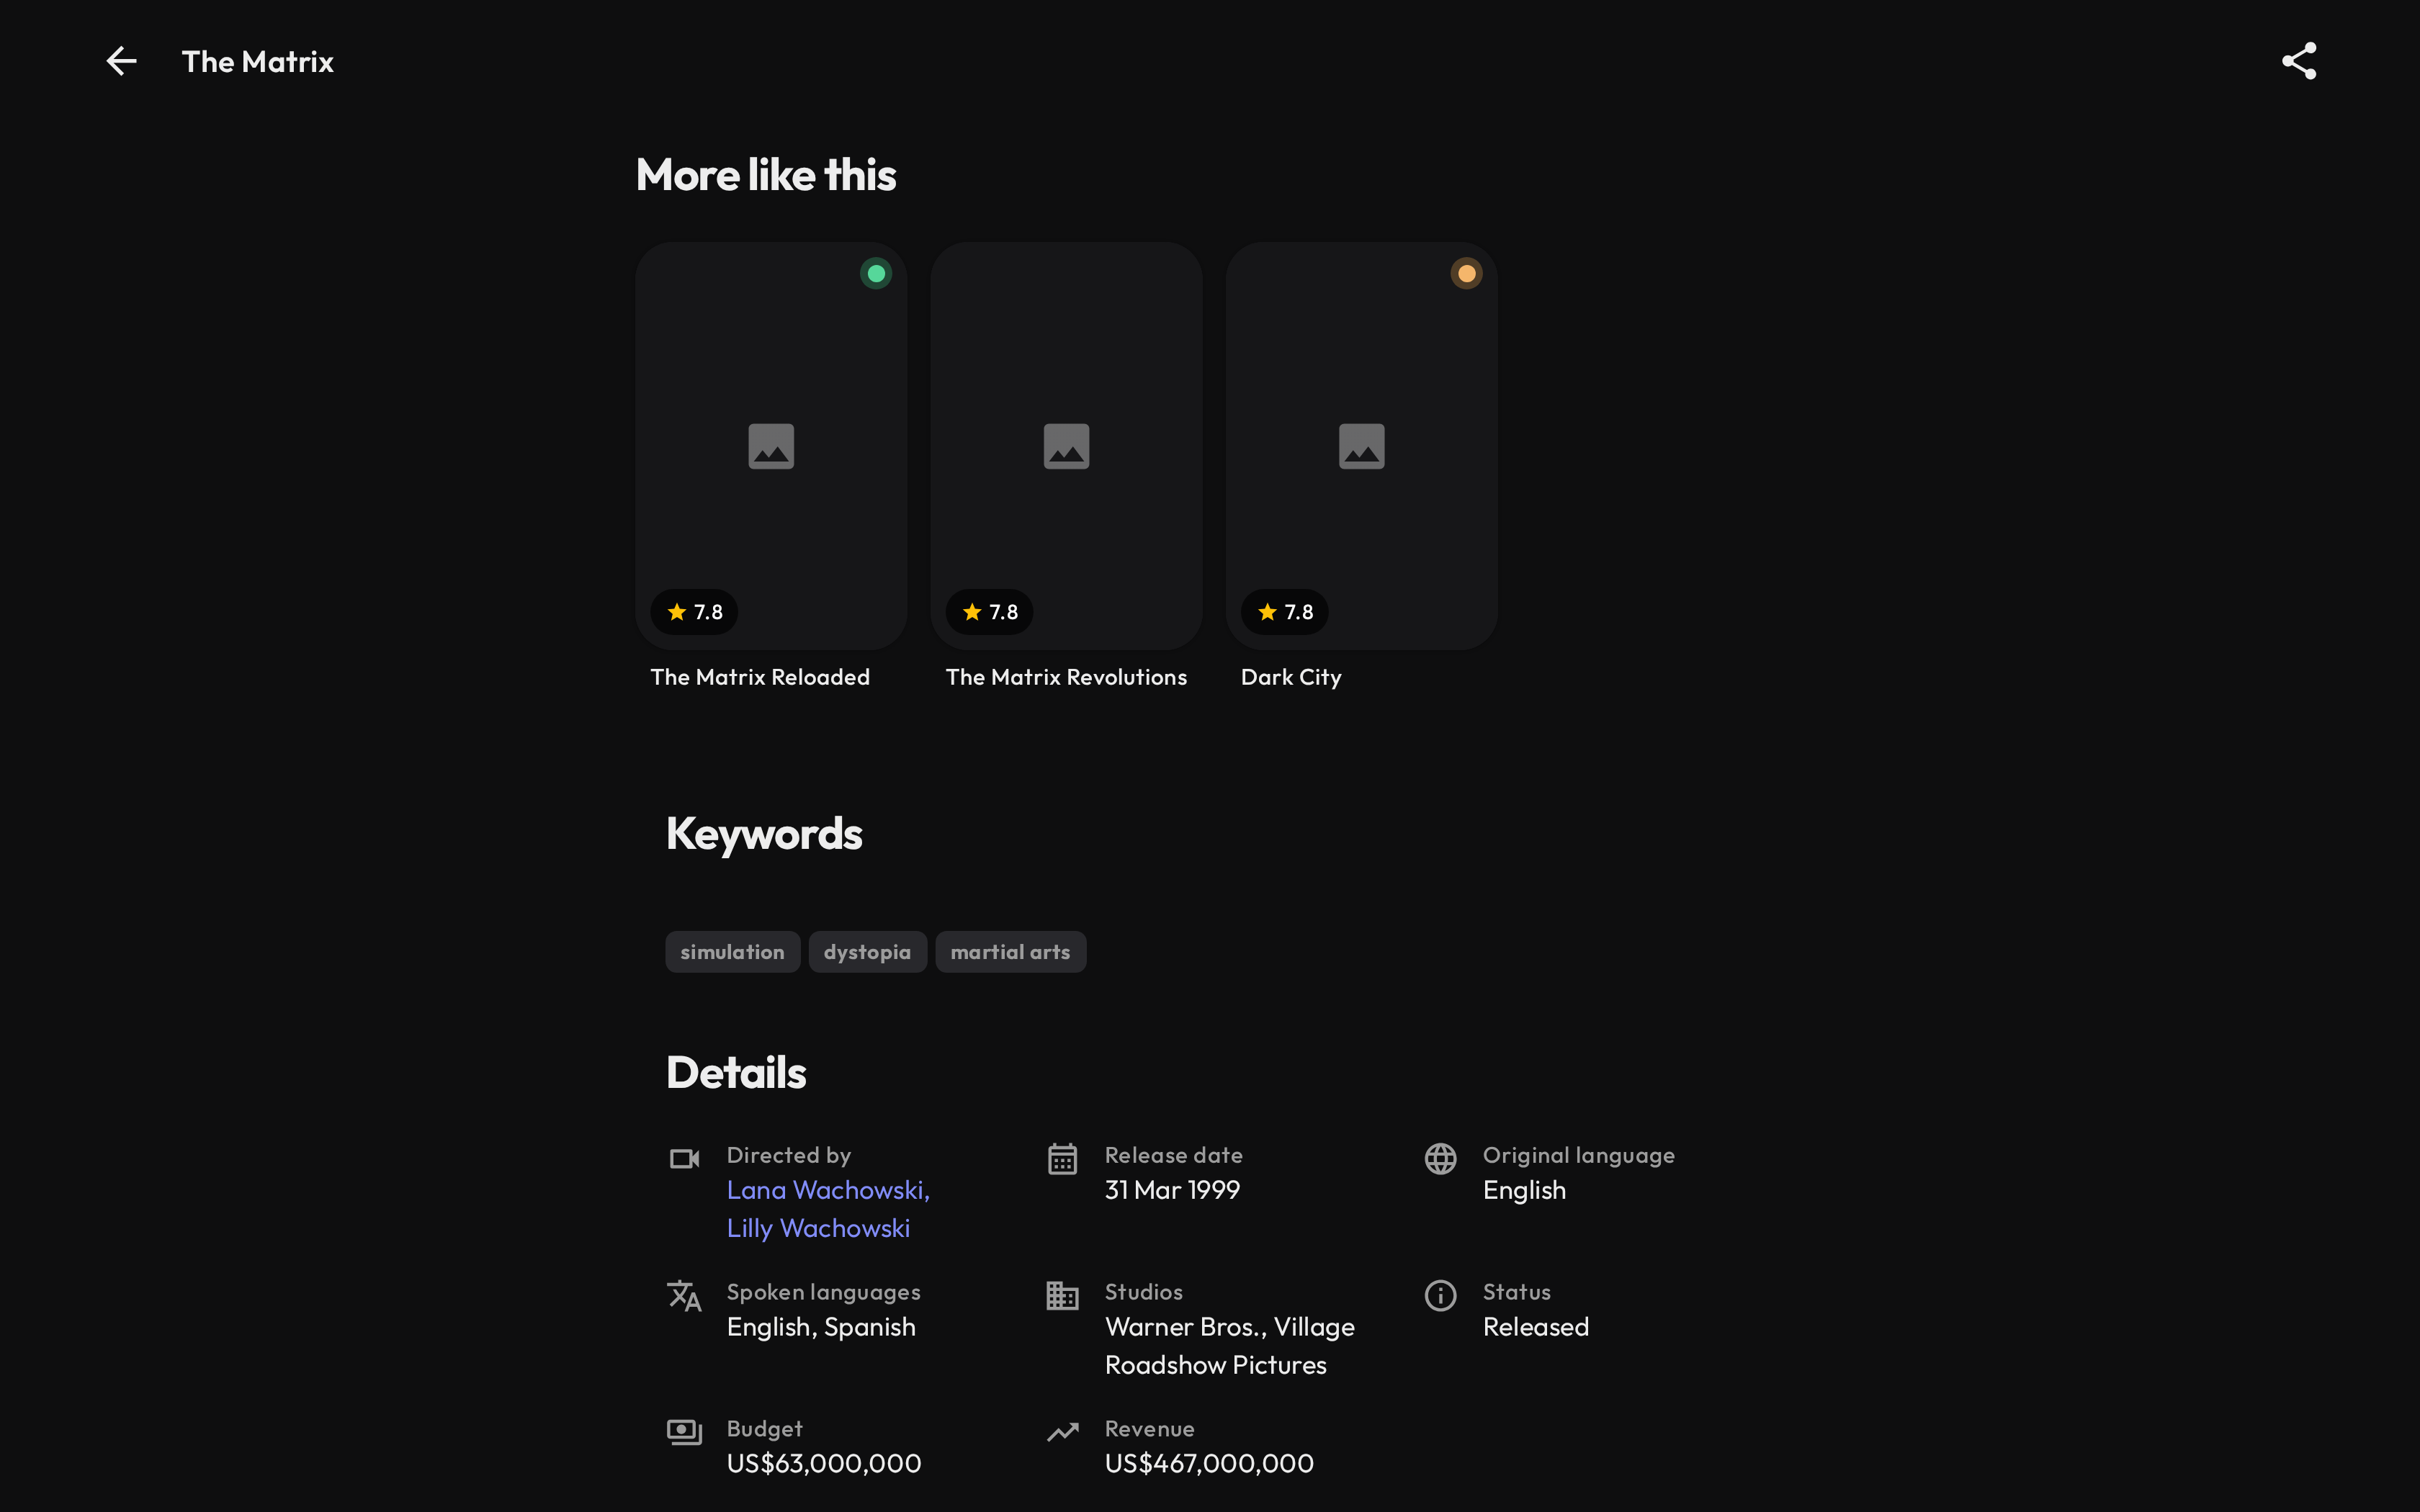 The Matrix
More like this
7.8
7.8
7.8
The Matrix Reloaded
The Matrix Revolutions
Dark City
Keywords
simulation
dystopia
martial arts
Details
Directed by
Lana Wachowski,
Lilly Wachowski
Release date
31 Mar 1999
Original language
English
Spoken languages
English, Spanish
Studios
Warner Bros., Village
Roadshow Pictures
Status
Released
Budget
US$63,000,000
Revenue
US$467,000,000